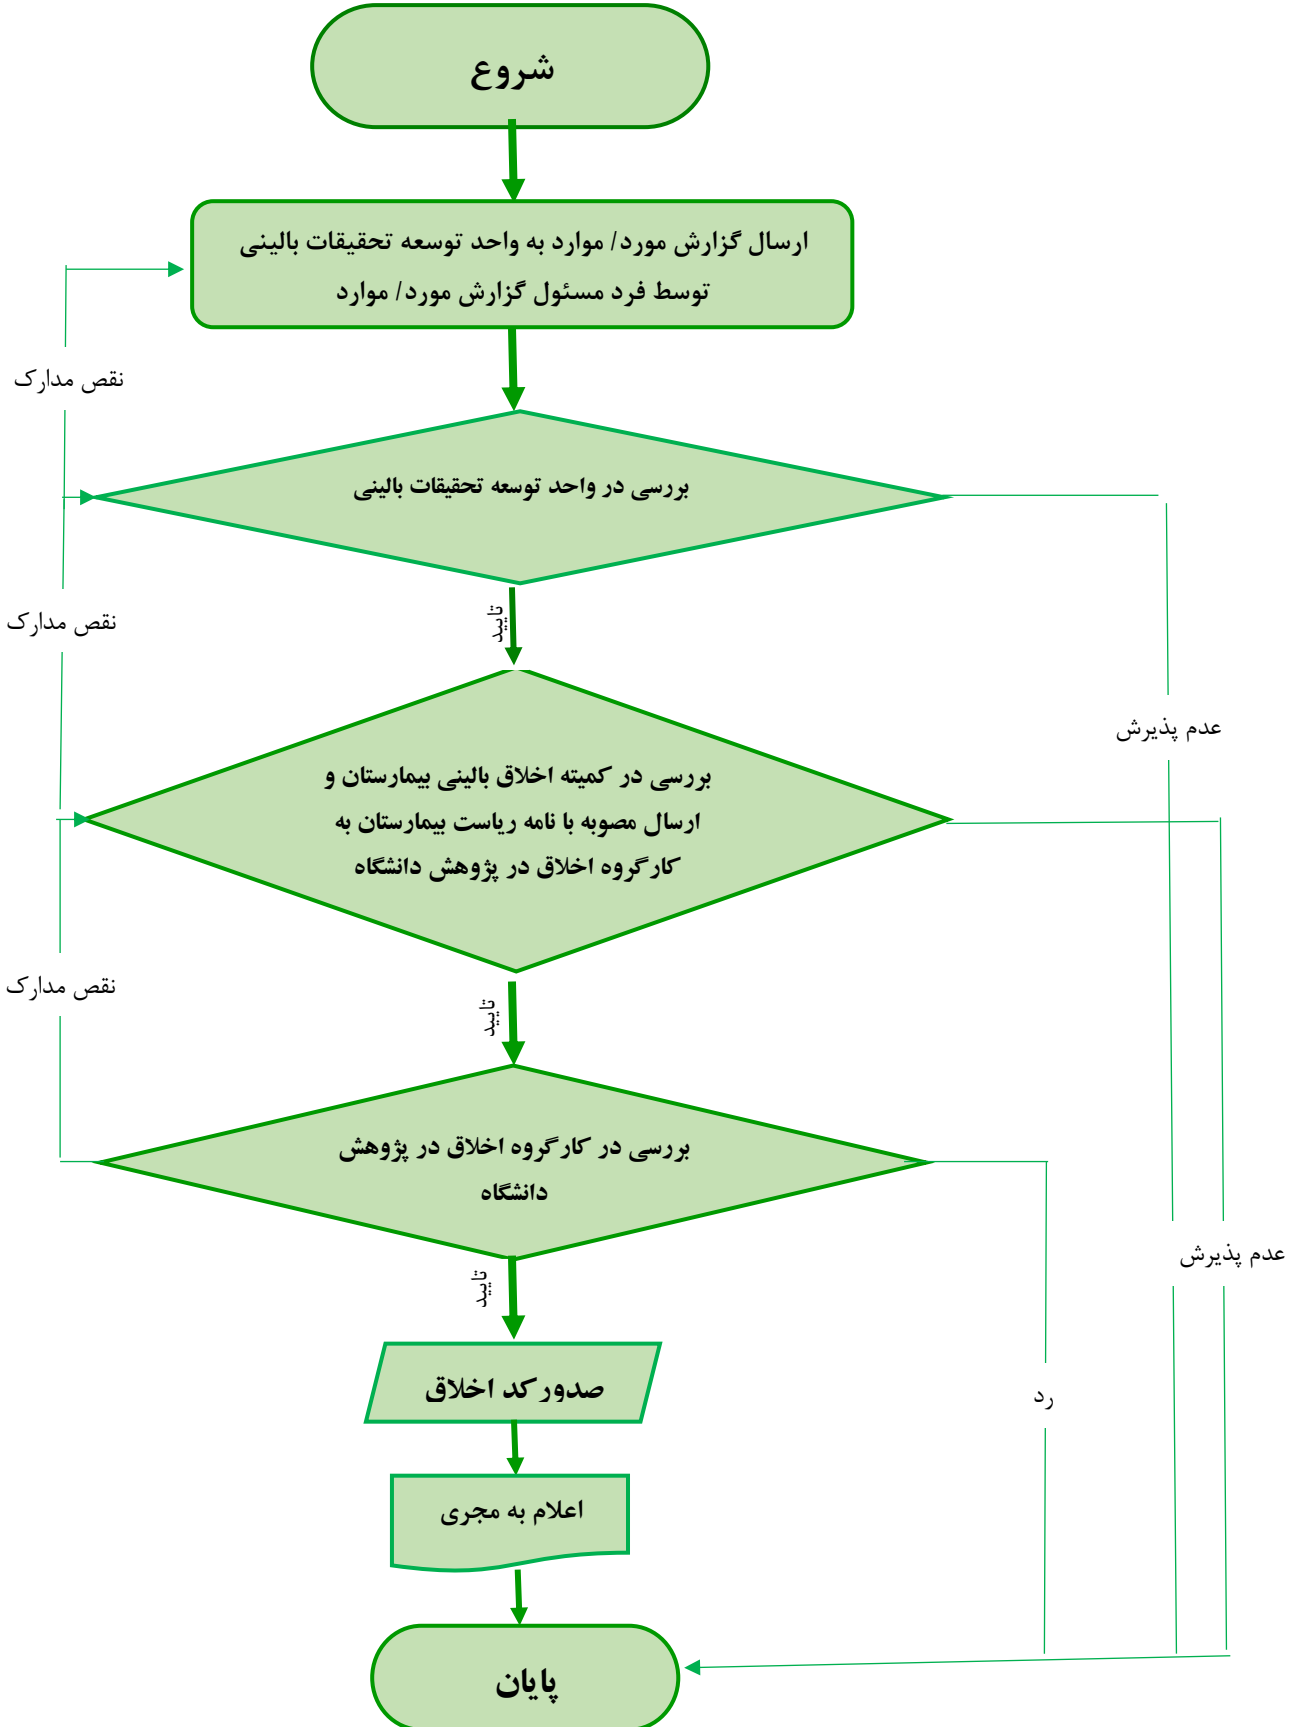 شروع
ارسال گزارش مورد/ موارد به واحد توسعه تحقیقات بالینی
توسط فرد مسئول گزارش مورد/ موارد
نقص مدارک
بررسی در واحد توسعه تحقیقات بالینی
نقص مدارک
تایید
عدم پذیرش
بررسی در کمیته اخلاق بالینی بیمارستان و
ارسال مصوبه با نامه ریاست بیمارستان به
کارگروه اخلاق در پژوهش دانشگاه
نقص مدارک
تایید
بررسی در کارگروه اخلاق در پژوهش
دانشگاه
عدم پذیرش
تایید
صدور کد اخلاق
رد
اعلام به مجری
پایان